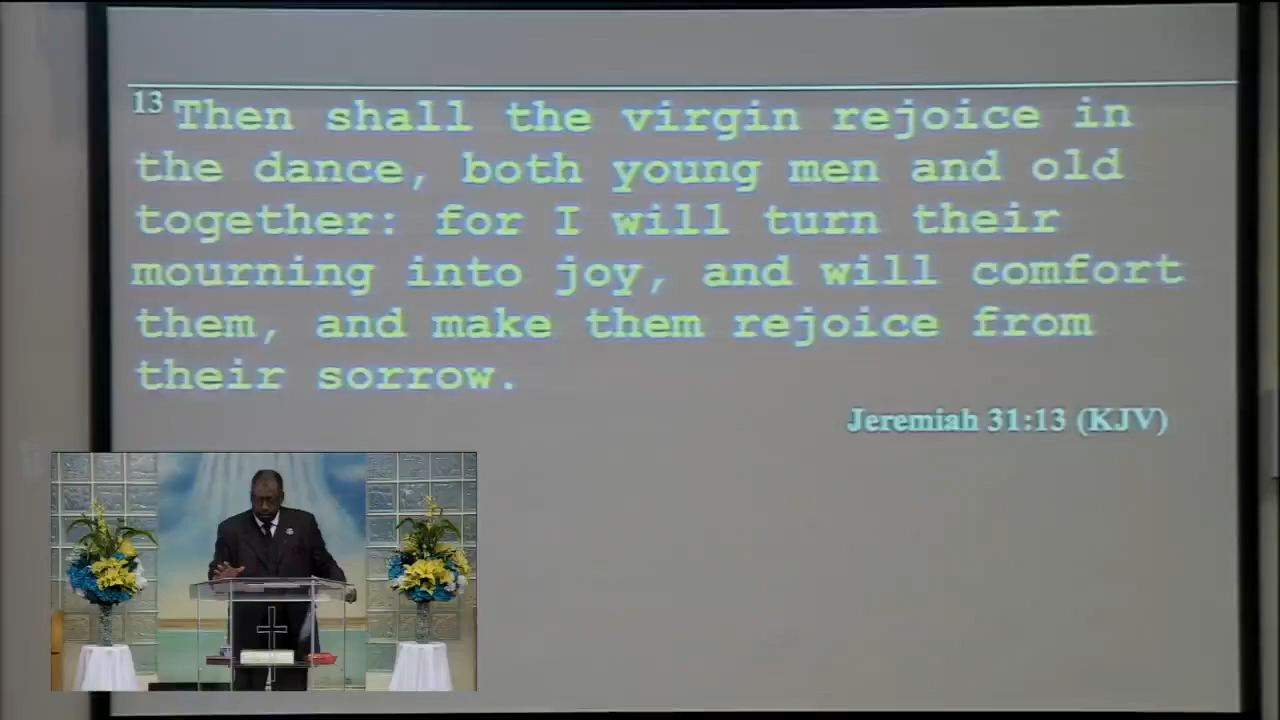 13 Then shall the virgin rejoice in
the dance, both young men and old
together: for I will turn their
mourning into joy, and will comfort
them, and make them rejoice from
their sorrow.
Jeremiah 31:13 (KJV)